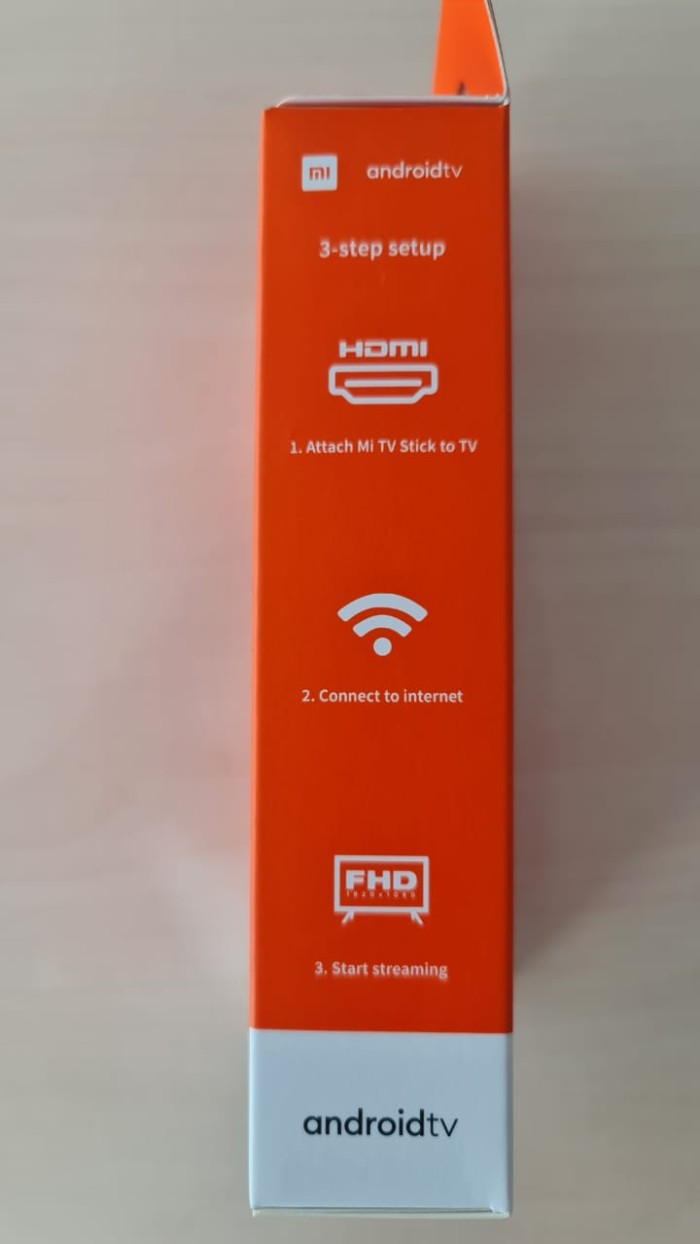 mi androidtv
3-step setup
HDMI
1. Attach Mi TV Stick to TV
2. Connect to internet
FHD
1920x1080
3. Start streaming
androidtv